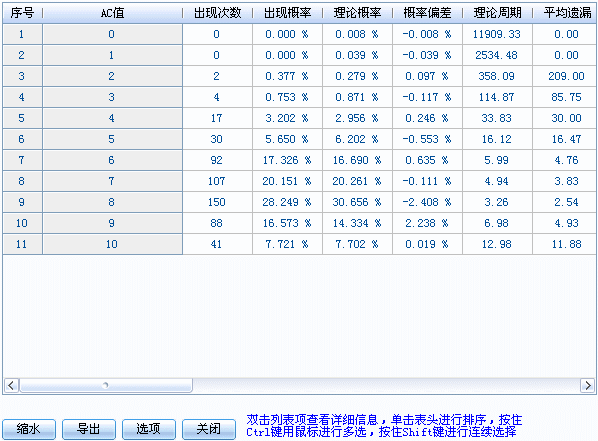 序号 AC值 出现次数 出现概率 理论概率 概率偏差 理论周期 平均遗漏
1 0 0 0.000 % 0.008 % -0.008 % 11909.33 0.00
2 1 0 0.000 % 0.039 % -0.039 % 2534.48 0.00
3 2 2 0.377 % 0.279 % 0.097 % 358.09 209.00
4 3 4 0.753 % 0.871 % -0.117 % 114.87 85.75
5 4 17 3.202 % 2.956 % 0.246 % 33.83 30.00
6 5 30 5.650 % 6.202 % -0.553 % 16.12 16.47
7 6 92 17.326 % 16.690 % 0.635 % 5.99 4.76
8 7 107 20.151 % 20.261 % -0.111 % 4.94 3.83
9 8 150 28.249 % 30.656 % -2.408 % 3.26 2.54
10 9 88 16.573 % 14.334 % 2.238 % 6.98 4.93
11 10 41 7.721 % 7.702 % 0.019 % 12.98 11.88
缩水 导出 选项 关闭
双击列表项查看详细信息，单击表头进行排序，按住
Ctrl键用鼠标进行多选，按住Shift键进行连续选择